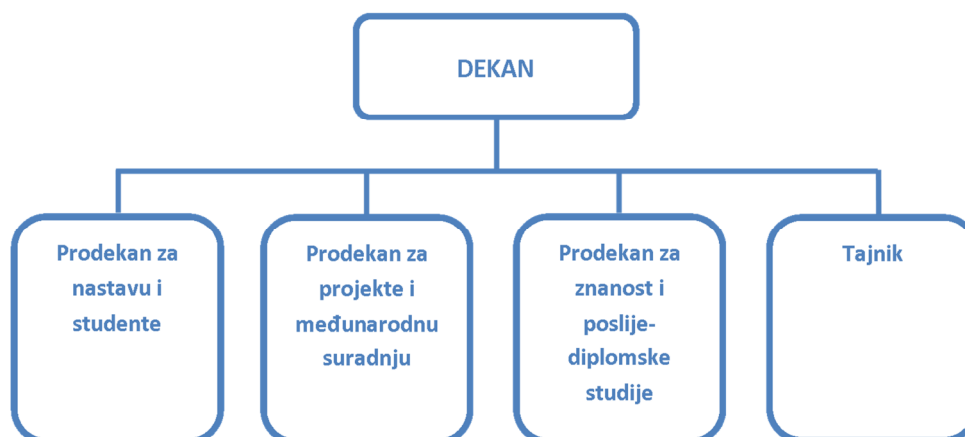 DEKAN
Prodekan za
nastavu i
studente
Prodekan za
projekte i
međunarodnu
suradnju
Prodekan za
znanost i
poslije-
diplomske
studije
Tajnik